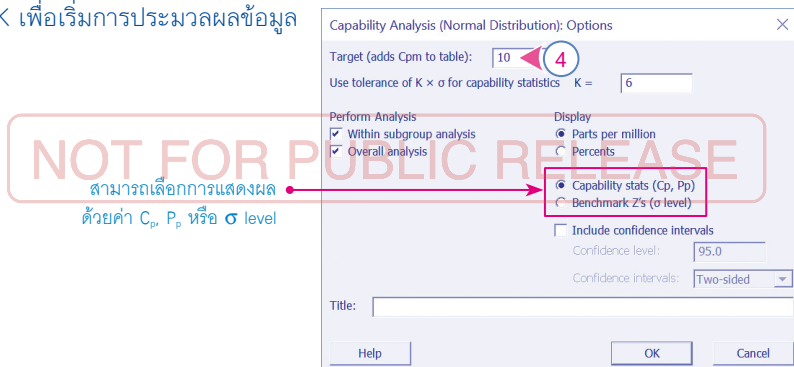 K เพื่อเริ่มการประมวลผลข้อมูล
Capability Analysis (Normal Distribution): Options
Target (adds Cpm to table): 10
4
Use tolerance of K × σ for capability statistics K = 6
Perform Analysis
Within subgroup analysis
Overall analysis
Display
Parts per million
Percents
NOT FOR PUBLIC RELEASE
สามารถเลือกการแสดงผล
ด้วยค่า Cp, Pp หรือ σ level
Capability stats (Cp, Pp)
Benchmark Z's (σ level)
Include confidence intervals
Confidence level: 95.0
Confidence intervals: Two-sided
Title:
Help OK Cancel